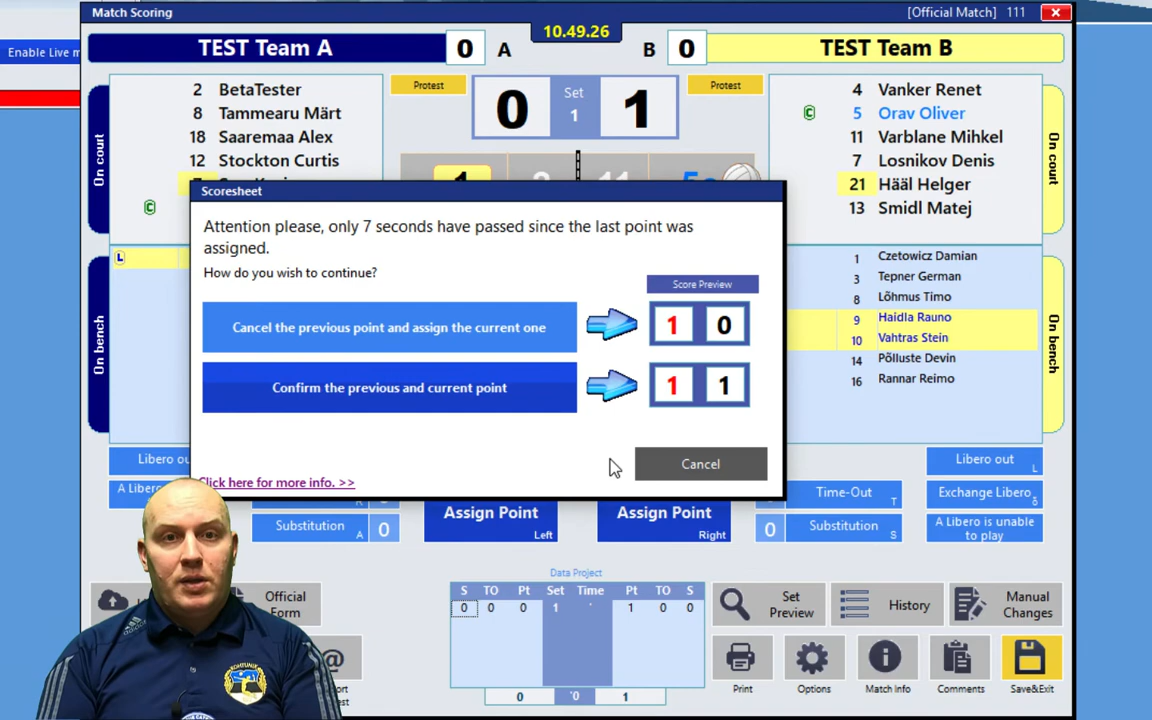 Match Scoring
[Official Match] 111
Enable Live m
TEST Team A
0
A
10.49.26
B
0
TEST Team B
On court
2 BetaTester
8 Tammearu Märt
18 Saaremaa Alex
12 Stockton Curtis
C
Protest
0
Set
1
1
Protest
4 Vanker Renet
C 5 Orav Oliver
11 Varblane Mihkel
7 Losnikov Denis
21 Hääl Helger
13 Smidl Matej
On court
Scoresheet
Attention please, only 7 seconds have passed since the last point was
assigned.
How do you wish to continue?
Score Preview
Cancel the previous point and assign the current one
1 0
Confirm the previous and current point
1 1
Cancel
Click here for more info. >>
On bench
L
1 Czetowicz Damian
3 Tepner German
8 Lõhmus Timo
9 Haidla Rauno
10 Vahtras Stein
14 Põlluste Devin
16 Rannar Reimo
On bench
Libero ou
A Liber
Substitution
A
0
Assign Point
Left
Assign Point
Right
Time-Out
T
0
Substitution
S
Libero out
L
Exchange Libero
A Libero is unable
to play
Data Project
S TO Pt Set Time Pt TO S
0 0 0 1 ' 1 0 0
0 '0 1
Official
Form
@
Set
Preview
History
Manual
Changes
Print
Options
Match Info
Comments
Save&Exit